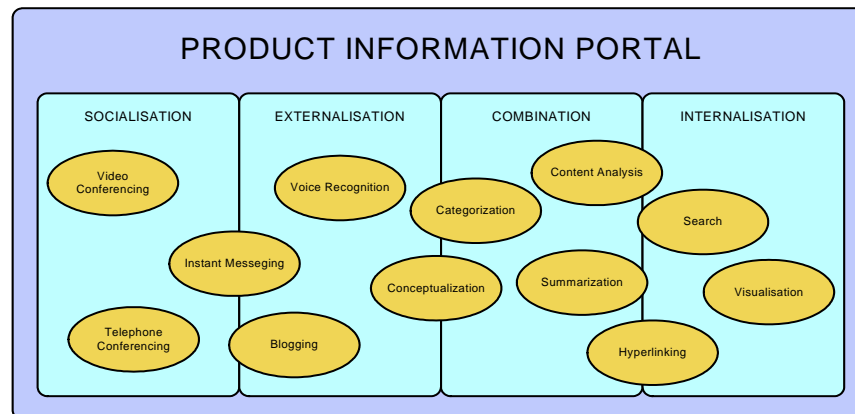 PRODUCT INFORMATION PORTAL
SOCIALISATION
EXTERNALISATION
COMBINATION
INTERNALISATION
Video
Conferencing
Voice Recognition
Content Analysis
Categorization
Search
Instant Messeging
Conceptualization
Summarization
Visualisation
Telephone
Conferencing
Blogging
Hyperlinking